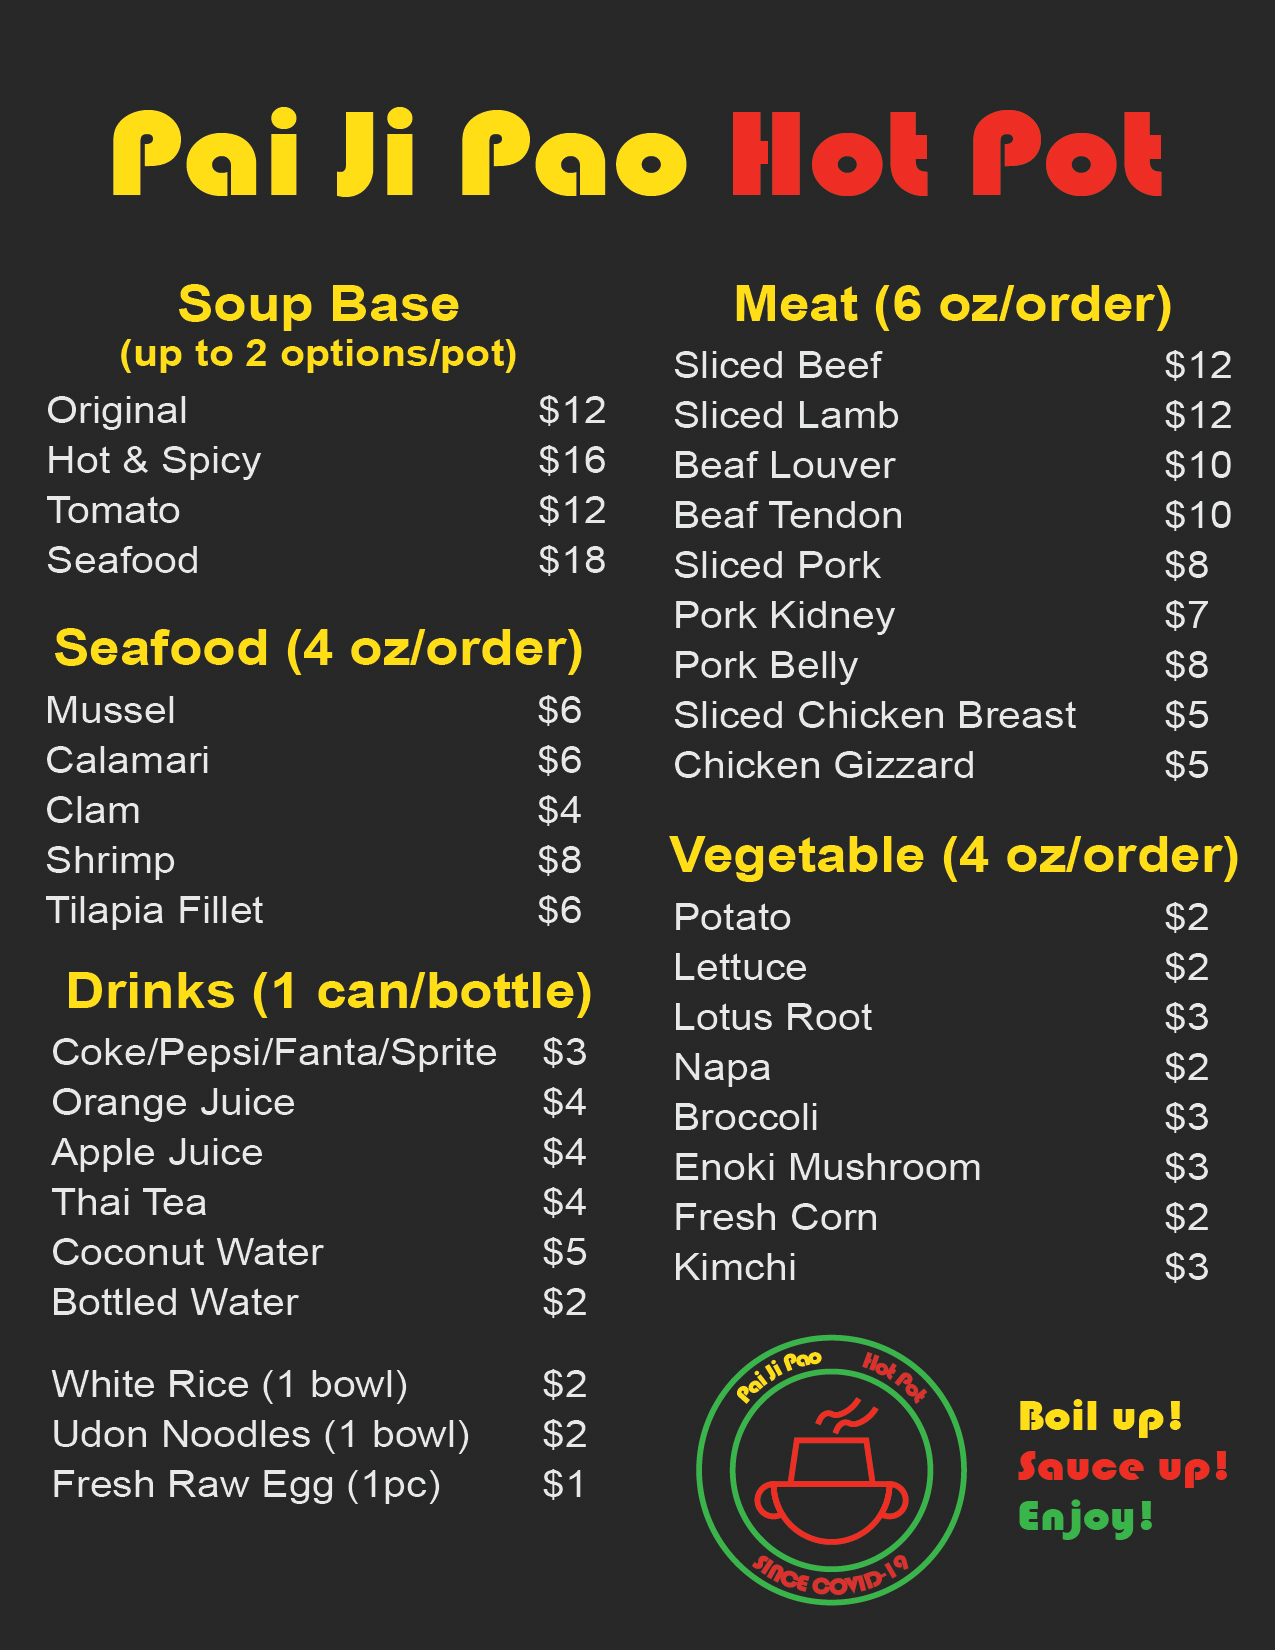 Pai Ji Pao Hot Pot
Soup Base
(up to 2 options/pot)
Original $12
Hot & Spicy $16
Tomato $12
Seafood $18
Seafood (4 oz/order)
Mussel $6
Calamari $6
Clam $4
Shrimp $8
Tilapia Fillet $6
Drinks (1 can/bottle)
Coke/Pepsi/Fanta/Sprite $3
Orange Juice $4
Apple Juice $4
Thai Tea $4
Coconut Water $5
Bottled Water $2
White Rice (1 bowl) $2
Udon Noodles (1 bowl) $2
Fresh Raw Egg (1pc) $1
Meat (6 oz/order)
Sliced Beef $12
Sliced Lamb $12
Beaf Louver $10
Beaf Tendon $10
Sliced Pork $8
Pork Kidney $7
Pork Belly $8
Sliced Chicken Breast $5
Chicken Gizzard $5
Vegetable (4 oz/order)
Potato $2
Lettuce $2
Lotus Root $3
Napa $2
Broccoli $3
Enoki Mushroom $3
Fresh Corn $2
Kimchi $3
Pai Ji Pao Hot Pot
SINCE COVID-19
Boil up!
Sauce up!
Enjoy!